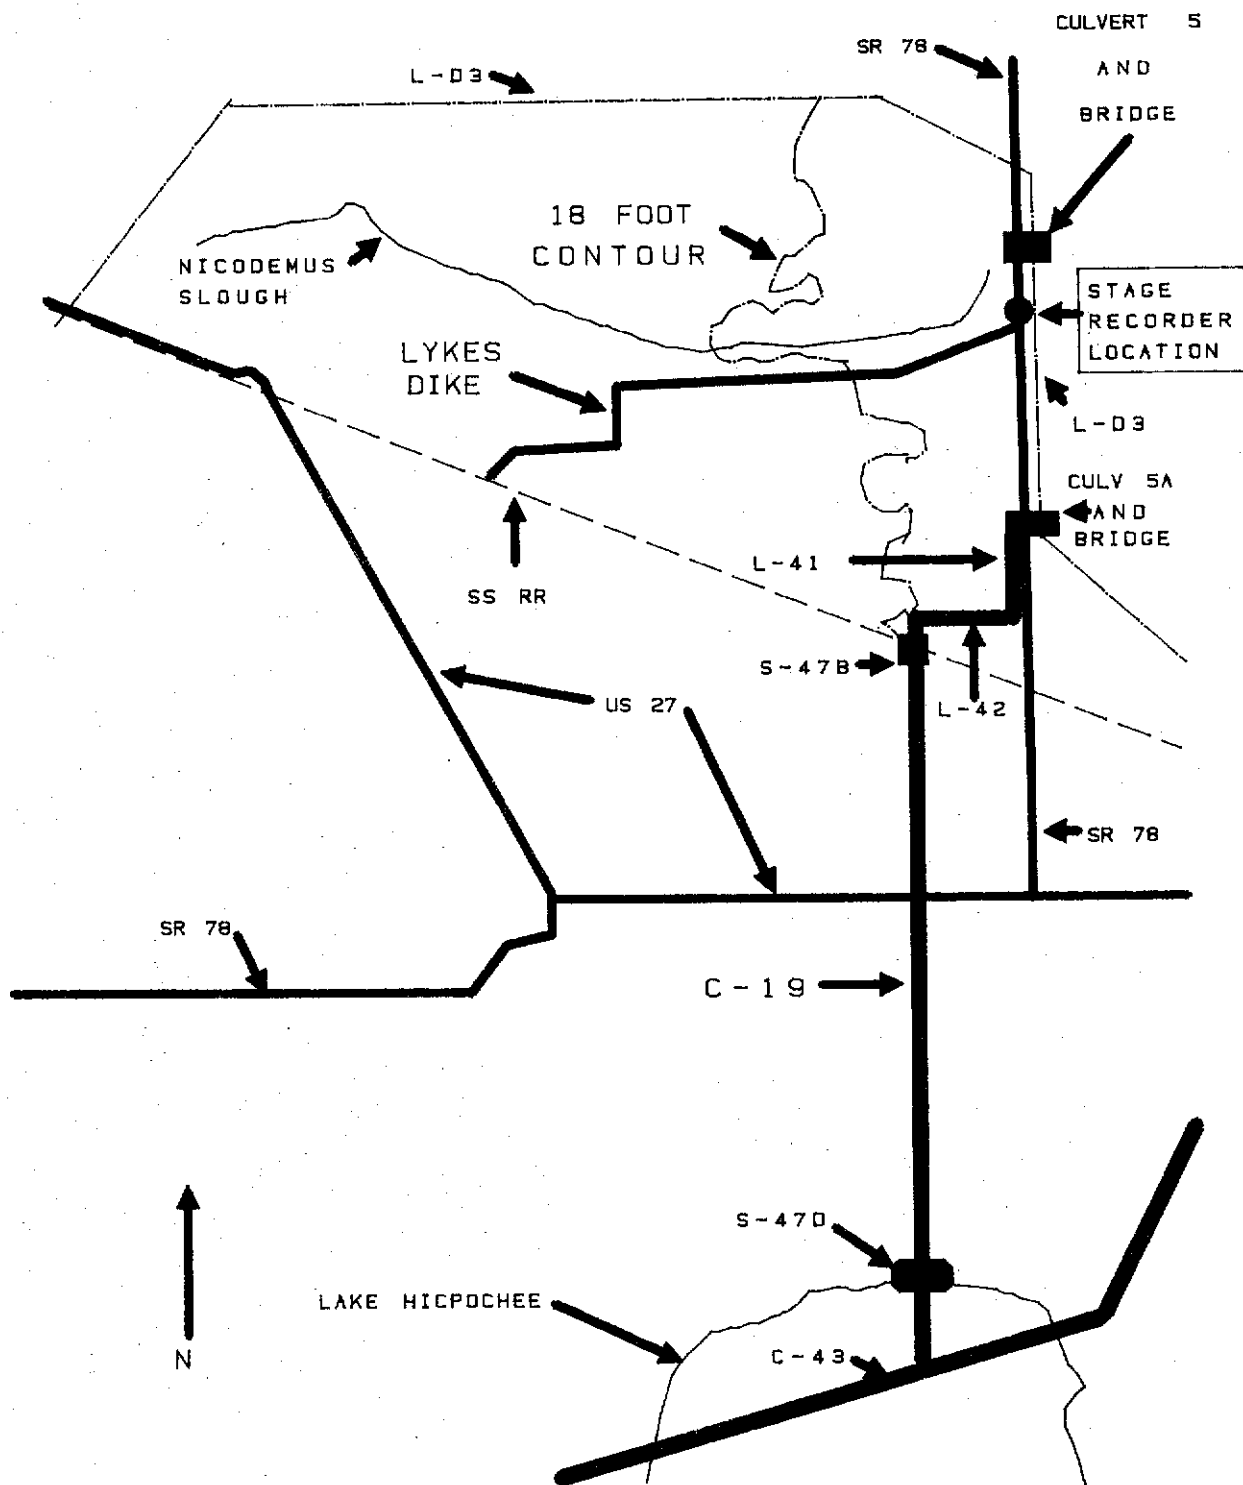 CULVERT 5
AND
BRIDGE
SR 78
L-D3
18 FOOT
CONTOUR
NICODEMUS
SLOUGH
STAGE
RECORDER
LOCATION
LYKES
DIKE
L-D3
CULV 5A
AND
BRIDGE
L-41
SS RR
S-47B
L-42
US 27
SR 78
SR 78
C-19
S-47D
LAKE HICPOCHEE
C-43
N